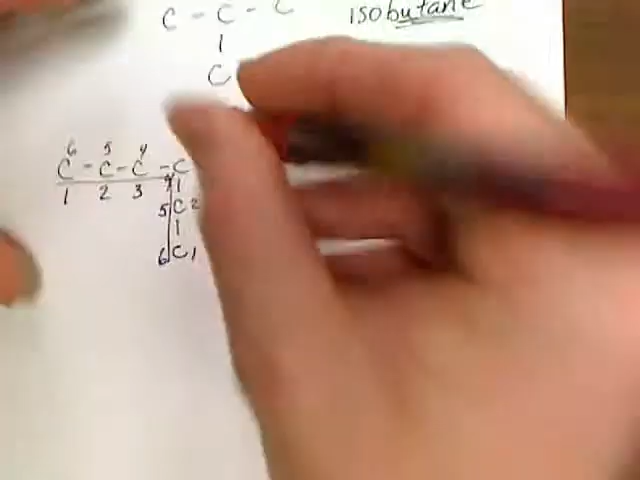 C - C - C isobutane
|
C
6 5 4
C - C - C - C
1 2 3 4 |
5 C 2
|
6 C 1